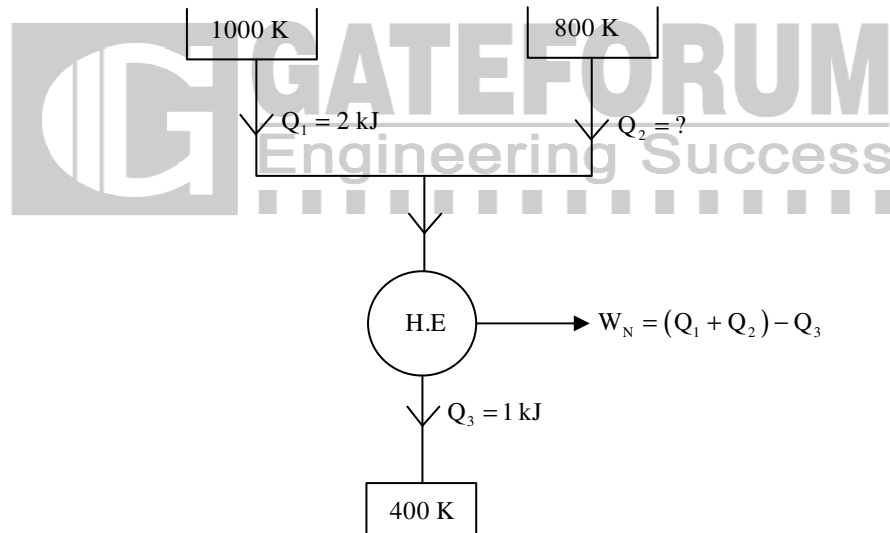 1000 K
800 K
GATEFORUM
Q₁ = 2 kJ
Q₂ = ?
Engineering Success
H.E
W_N = (Q₁ + Q₂) − Q₃
Q₃ = 1 kJ
400 K